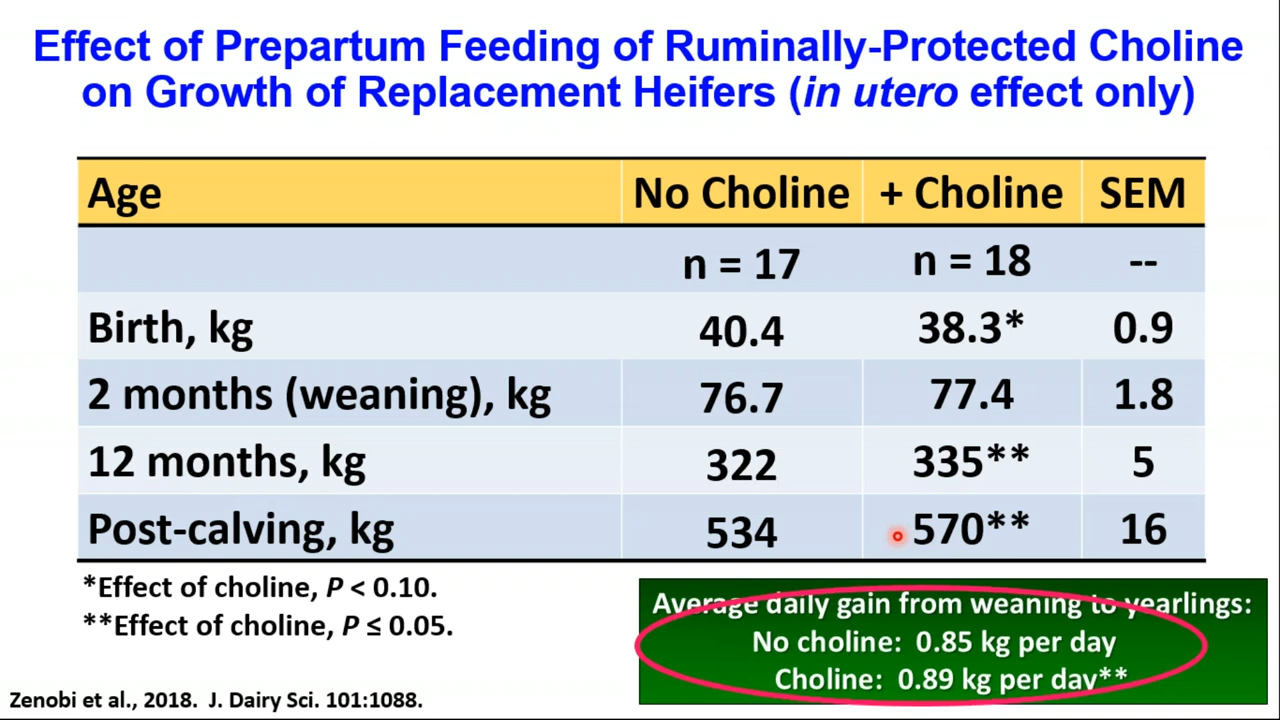 Effect of Prepartum Feeding of Ruminally-Protected Choline
on Growth of Replacement Heifers (in utero effect only)
Age No Choline + Choline SEM
n = 17 n = 18 --
Birth, kg 40.4 38.3* 0.9
2 months (weaning), kg 76.7 77.4 1.8
12 months, kg 322 335** 5
Post-calving, kg 534 570** 16
*Effect of choline, P < 0.10.
**Effect of choline, P ≤ 0.05.
Average daily gain from weaning to yearlings:
No choline: 0.85 kg per day
Choline: 0.89 kg per day**
Zenobi et al., 2018. J. Dairy Sci. 101:1088.